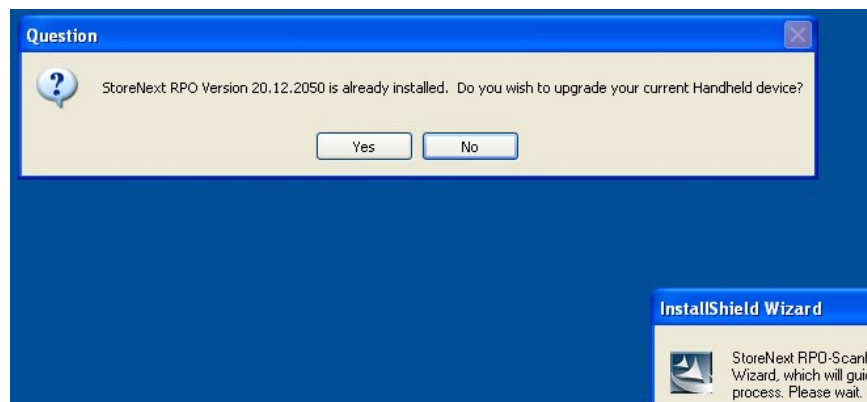 Question
StoreNext RPO Version 20.12.2050 is already installed. Do you wish to upgrade your current Handheld device?
Yes
No
InstallShield Wizard
StoreNext RPO-Scan
Wizard, which will gui
process. Please wait.